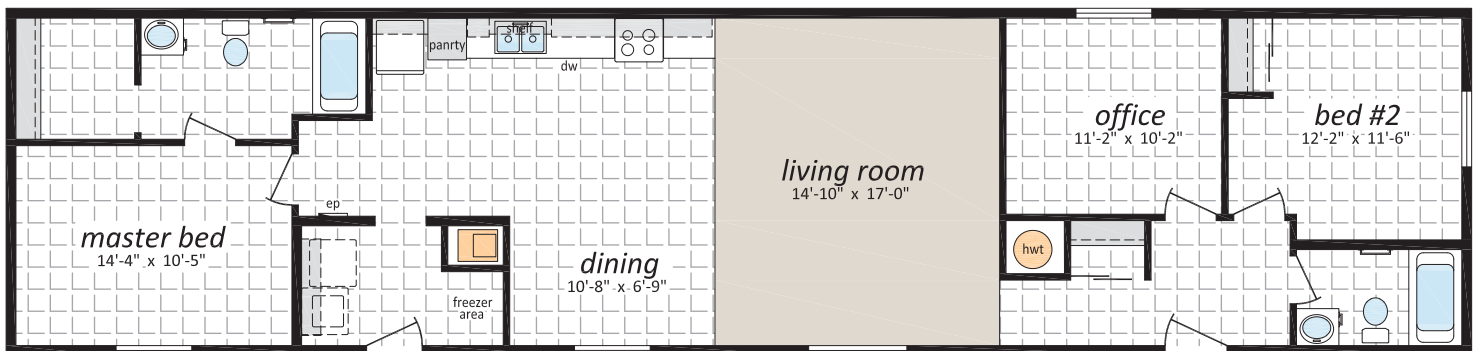 shelf
panrty
dw
office
11'-2" x 10'-2"
bed #2
12'-2" x 11'-6"
living room
14'-10" x 17'-0"
ep
master bed
14'-4" x 10'-5"
dining
10'-8" x 6'-9"
hwt
freezer
area